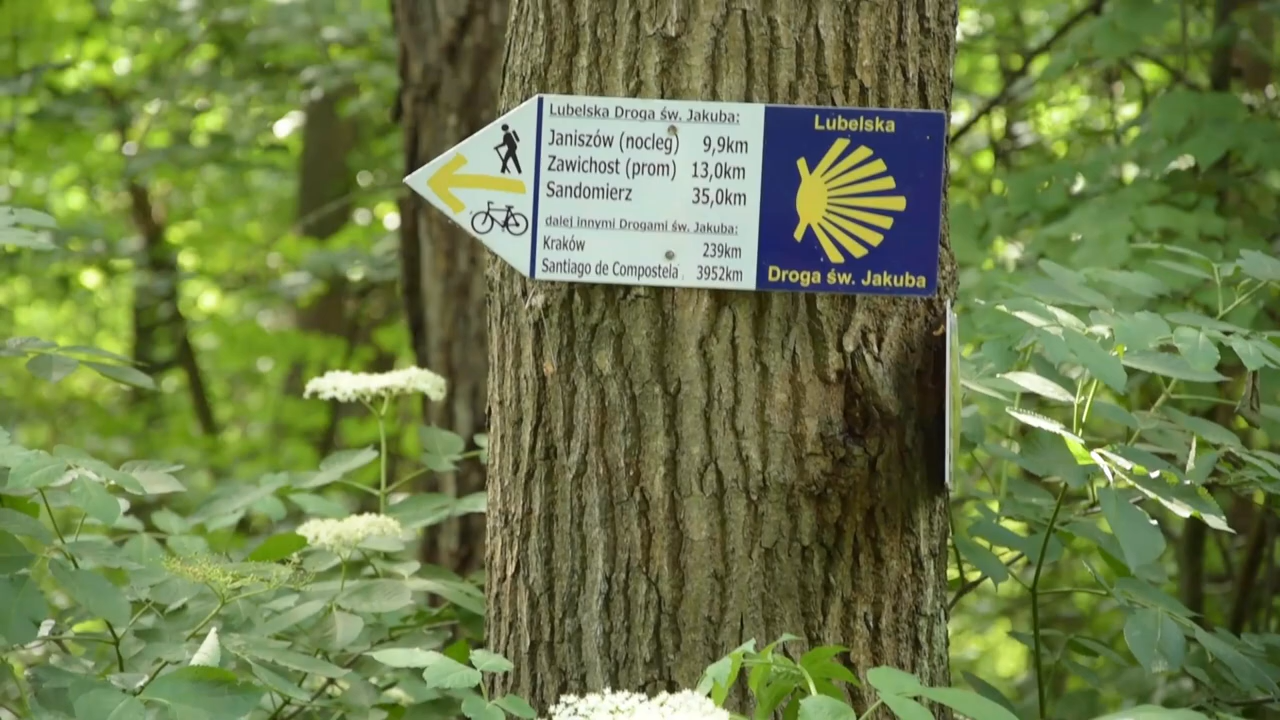 Lubelska Droga św. Jakuba:
Janiszów (nocleg) 9,9km
Zawichost (prom) 13,0km
Sandomierz 35,0km
dalej innymi Drogami św. Jakuba:
Kraków 239km
Santiago de Compostela 3952km
Lubelska
Droga św. Jakuba